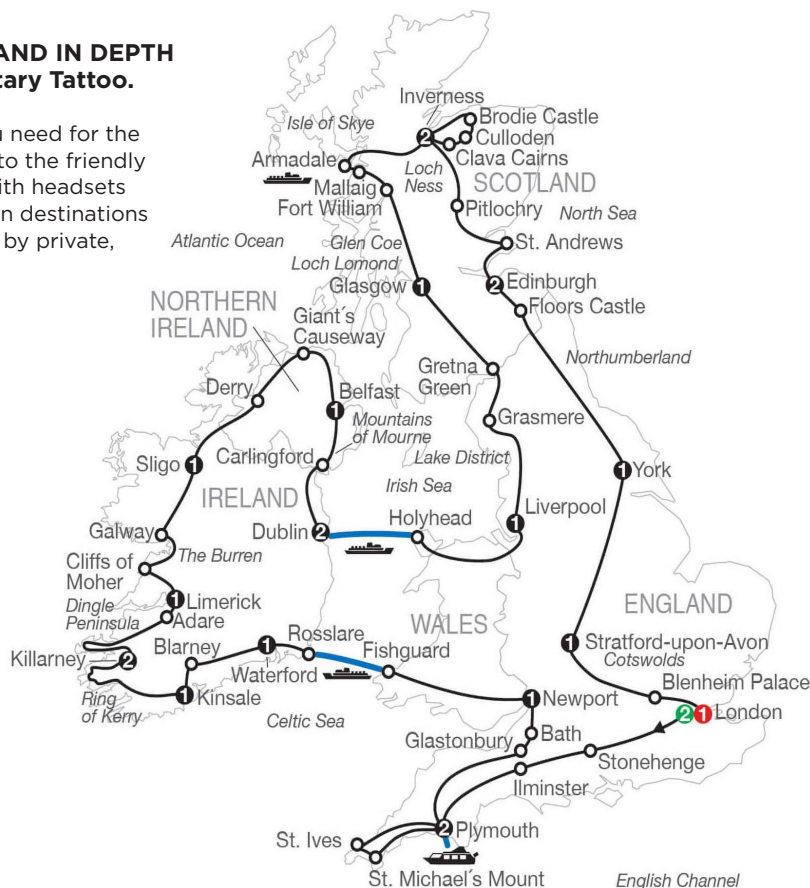 AND IN DEPTH
tary Tattoo.
u need for the
to the friendly
ith headsets
n destinations
by private,
Inverness
Brodie Castle
Isle of Skye
2
Culloden
Armadale
Clava Cairns
Loch
Ness
Mallaig
SCOTLAND
Fort William
Pitlochry
North Sea
Atlantic Ocean
Glen Coe
St. Andrews
Loch Lomond
Glasgow
1
2
Edinburgh
Floors Castle
NORTHERN
IRELAND
Giant´s
Causeway
Northumberland
Gretna
Green
Derry
Belfast
1
Grasmere
Mountains
of Mourne
Sligo
1
Carlingford
Lake District
1
York
IRELAND
Irish Sea
Liverpool
1
Galway
Dublin
2
Holyhead
The Burren
Cliffs of
Moher
Dingle
Peninsula
1
Limerick
Adare
WALES
ENGLAND
Rosslare
1
Stratford-upon-Avon
Blarney
1
Fishguard
Cotswolds
Killarney
2
Waterford
Blenheim Palace
Ring
of Kerry
1
Kinsale
1
Newport
2
1
London
Celtic Sea
Bath
Glastonbury
Stonehenge
Ilminster
St. Ives
2
Plymouth
St. Michael´s Mount
English Channel